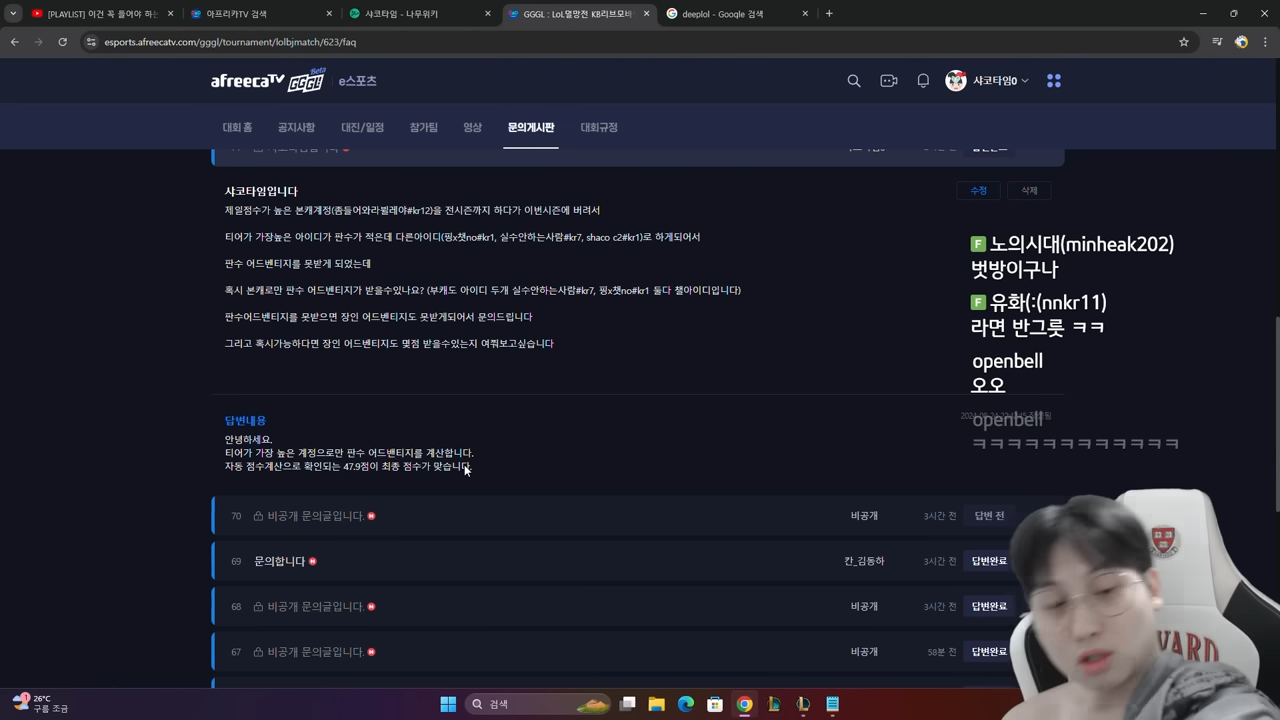 [PLAYLIST] 이건 꼭 들어야 하는
아프리카TV 검색
샤코타임 - 나무위키
GGGL : LoL멸망전 KB리브모바
deeplol - Google 검색
esports.afreecatv.com/gggl/tournament/lolbjmatch/623/faq
afreecaTV GGGL Beta e스포츠
샤코타임0
대회 홈
공지사항
대진/일정
참가팀
영상
문의게시판
대회규정
샤코타임입니다
수정
삭제
제일점수가 높은 본캐계정(좀들어와라뷁레야#kr12)을 전시즌까지 하다가 이번시즌에 버려서
티어가 가장높은 아이디가 판수가 적은데 다른아이디(핑x챗no#kr1, 실수안하는사람#kr7, shaco c2#kr1)로 하게되어서
판수 어드벤티지를 못받게 되었는데
혹시 본캐로만 판수 어드벤티지가 받을수있나요? (부캐도 아이디 두개 실수안하는사람#kr7, 핑x챗no#kr1 둘다 챌아이디입니다)
판수어드벤티지를 못받으면 장인 어드벤티지도 못받게되어서 문의드립니다
그리고 혹시가능하다면 장인 어드벤티지도 몇점 받을수있는지 여쭤보고싶습니다
F 노의시대(minheak202)
벗방이구나
F 유화(:(nnkr11)
라면 반그릇 ㅋㅋ
openbell
오오
openbell
ㅋㅋㅋㅋㅋㅋㅋㅋㅋㅋㅋㅋ
답변내용
안녕하세요.
티어가 가장 높은 계정으로만 판수 어드벤티지를 계산합니다.
자동 점수계산으로 확인되는 47.9점이 최종 점수가 맞습니다.
70 비공개 문의글입니다. N 비공개 3시간 전 답변 전
69 문의합니다 N 칸_김동하 3시간 전 답변완료
68 비공개 문의글입니다. N 비공개 3시간 전 답변완료
67 비공개 문의글입니다. N 비공개 58분 전 답변완료
26°C
구름 조금
검색